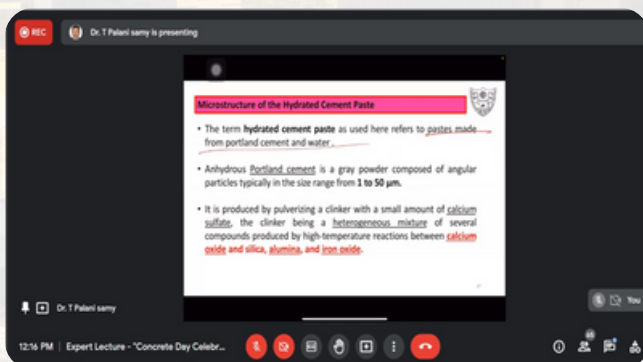 REC
Dr. T Palani samy is presenting
Microstructure of the Hydrated Cement Paste
• The term hydrated cement paste as used here refers to pastes made
from portland cement and water.
• Anhydrous Portland cement is a gray powder composed of angular
particles typically in the size range from 1 to 50 µm.
• It is produced by pulverizing a clinker with a small amount of calcium
sulfate, the clinker being a heterogeneous mixture of several
compounds produced by high-temperature reactions between calcium
oxide and silica, alumina, and iron oxide.
Dr. T Palani samy
You
12:16 PM | Expert Lecture - "Concrete Day Celebr...